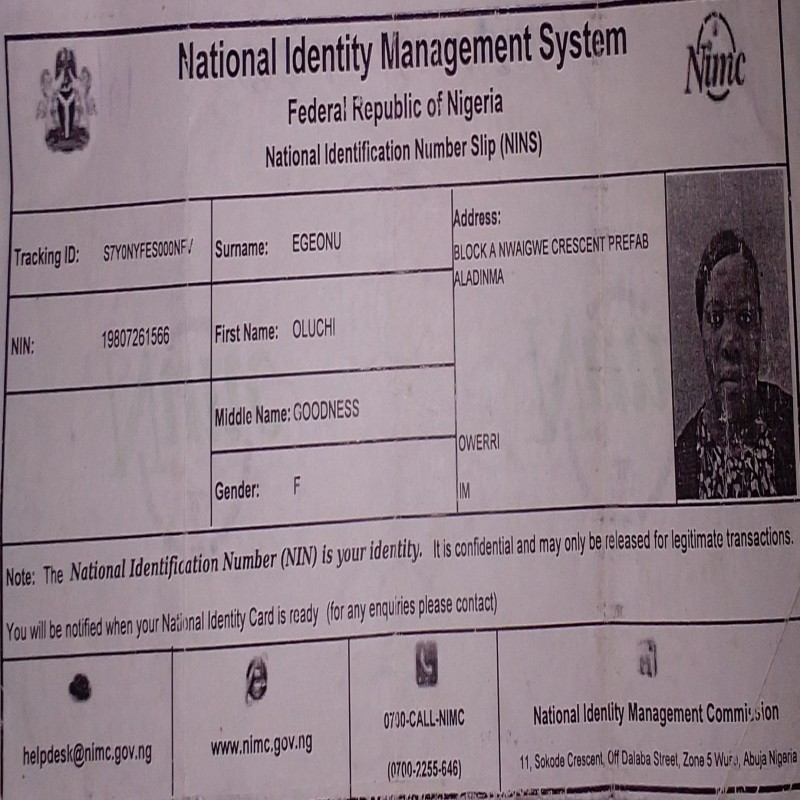 National Identity Management System
Federal Republic of Nigeria
National Identification Number Slip (NINS)
Nimc
Tracking ID: S7Y0NYFES000NF
Surname: EGEONU
Address:
BLOCK A NWAIGWE CRESCENT PREFAB
ALADINMA
NIN: 19807261566
First Name: OLUCHI
Middle Name: GOODNESS
OWERRI
Gender: F
IM
Note: The National Identification Number (NIN) is your identity. It is confidential and may only be released for legitimate transactions.
You will be notified when your National Identity Card is ready (for any enquiries please contact)
helpdesk@nimc.gov.ng
www.nimc.gov.ng
0700-CALL-NIMC
(0700-2255-646)
National Identity Management Commission
11, Sokode Crescent, Off Dalaba Street, Zone 5 Wuse, Abuja Nigeria